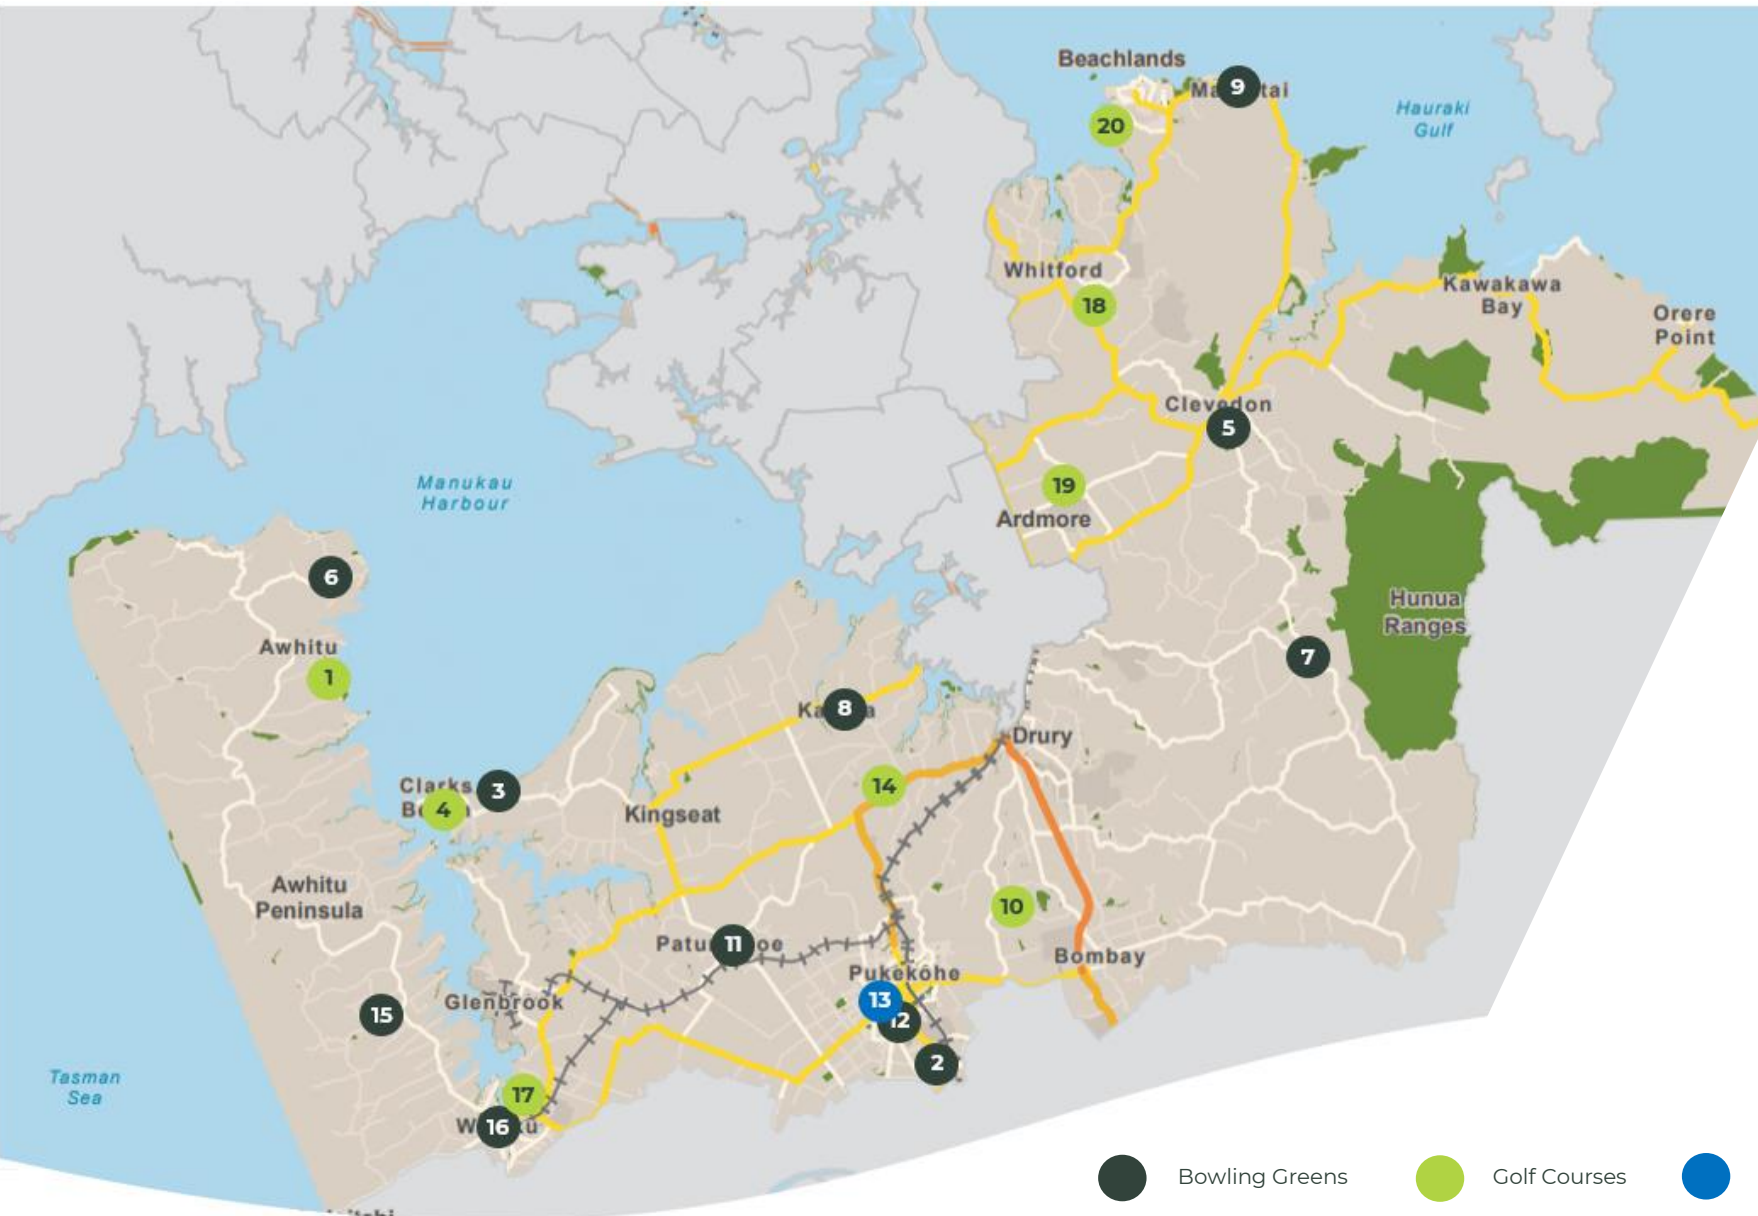 Beachlands
9
20
Hauraki
Gulf
Whitford
18
Kawakawa
Bay
Orere
Point
Clevedon
5
Manukau
Harbour
19
Ardmore
6
Hunua
Ranges
Awhitu
1
7
8
Drury
Clarks
3
4
14
Kingseat
Awhitu
Peninsula
10
11
Bombay
Pukekōhe
13
12
Glenbrook
15
2
Tasman
Sea
17
16
Bowling Greens
Golf Courses